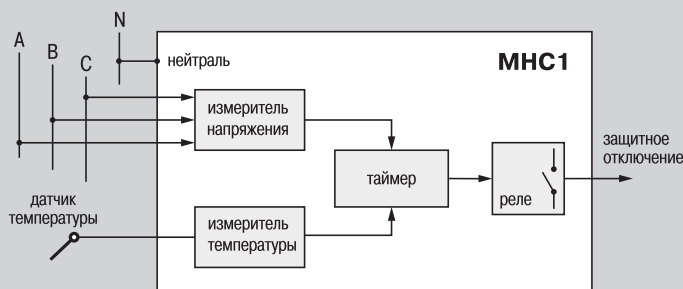 N
A
B
C
нейтраль
МНС1
измеритель
напряжения
защитное
отключение
таймер
реле
датчик
температуры
измеритель
температуры